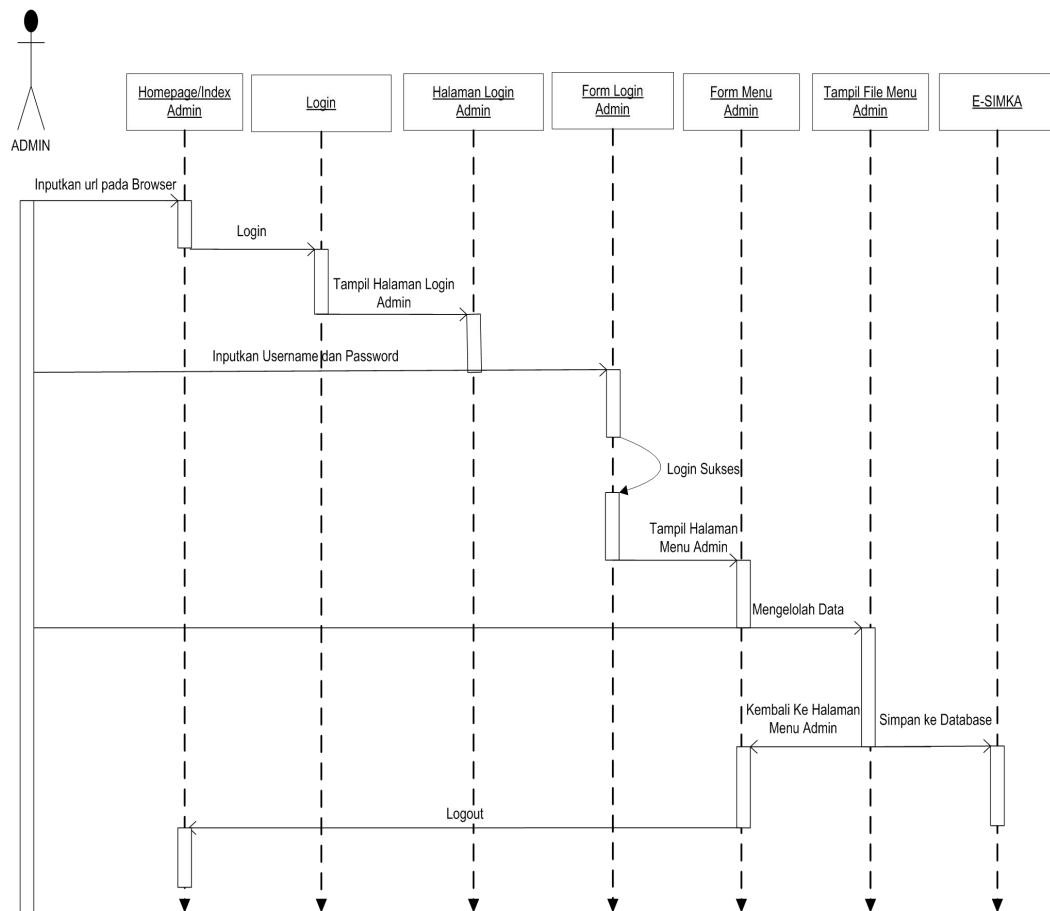 ADMIN
Homepage/Index
Admin
Login
Halaman Login
Admin
Form Login
Admin
Form Menu
Admin
Tampil File Menu
Admin
E-SIMKA
Inputkan url pada Browser
Login
Tampil Halaman Login
Admin
Inputkan Username dan Password
Login Sukses
Tampil Halaman
Menu Admin
Mengelolah Data
Kembali Ke Halaman
Menu Admin
Simpan ke Database
Logout